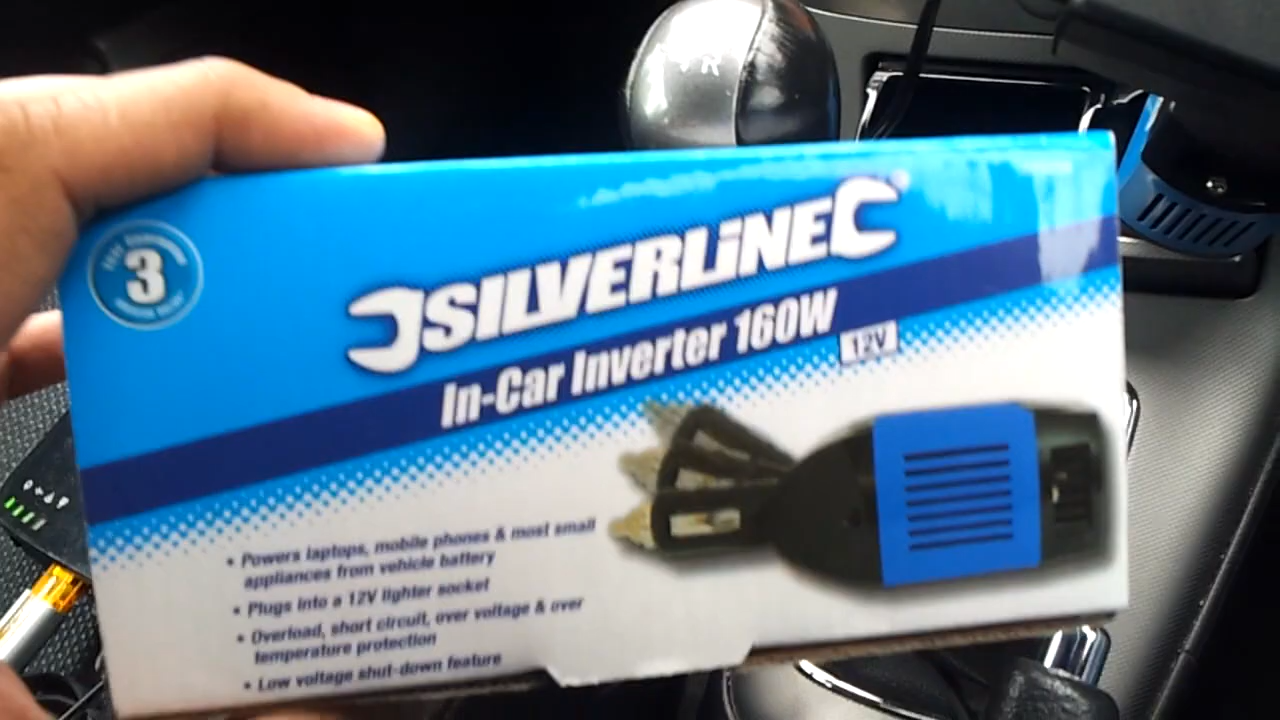 R
3
SILVERLiNE
In-Car Inverter 160W
12V
• Powers laptops, mobile phones & most small
appliances from vehicle battery
• Plugs into a 12V lighter socket
• Overload, short circuit, over voltage & over
temperature protection
• Low voltage shut-down feature